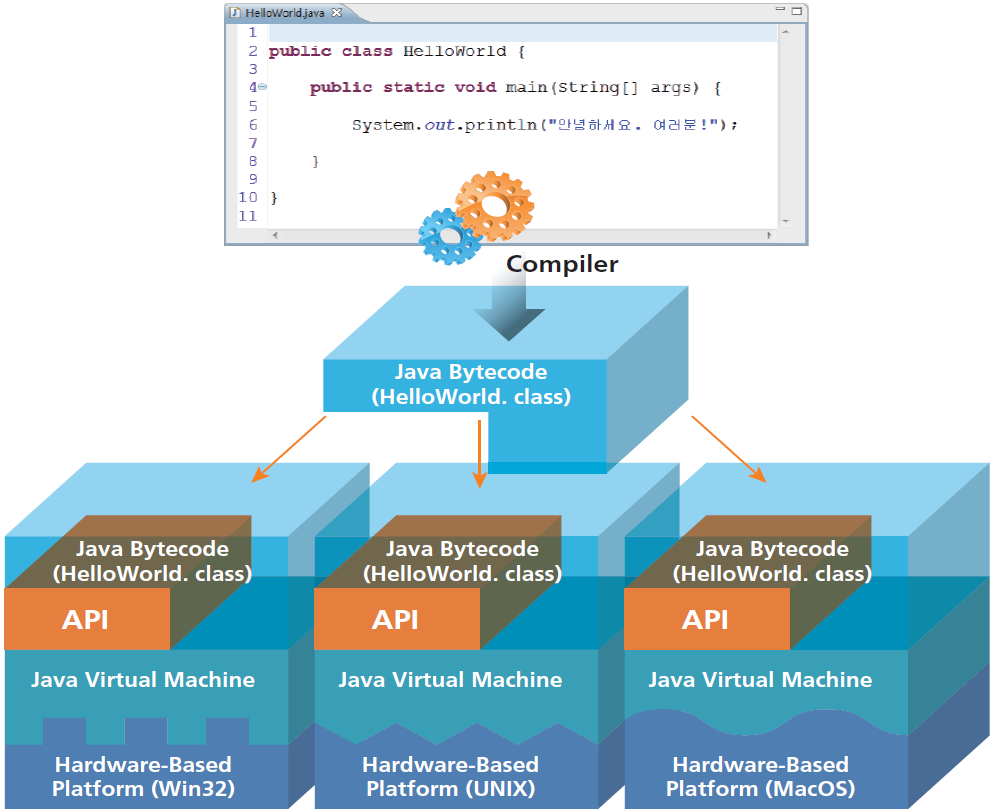 HelloWorld.java
1
2 public class HelloWorld {
3
4 public static void main(String[] args) {
5
6 System.out.println("안녕하세요. 여러분!");
7
8 }
9
10 }
11
Compiler
Java Bytecode
(HelloWorld. class)
Java Bytecode
(HelloWorld. class)
API
Java Virtual Machine
Hardware-Based
Platform (Win32)
Java Bytecode
(HelloWorld. class)
API
Java Virtual Machine
Hardware-Based
Platform (UNIX)
Java Bytecode
(HelloWorld. class)
API
Java Virtual Machine
Hardware-Based
Platform (MacOS)